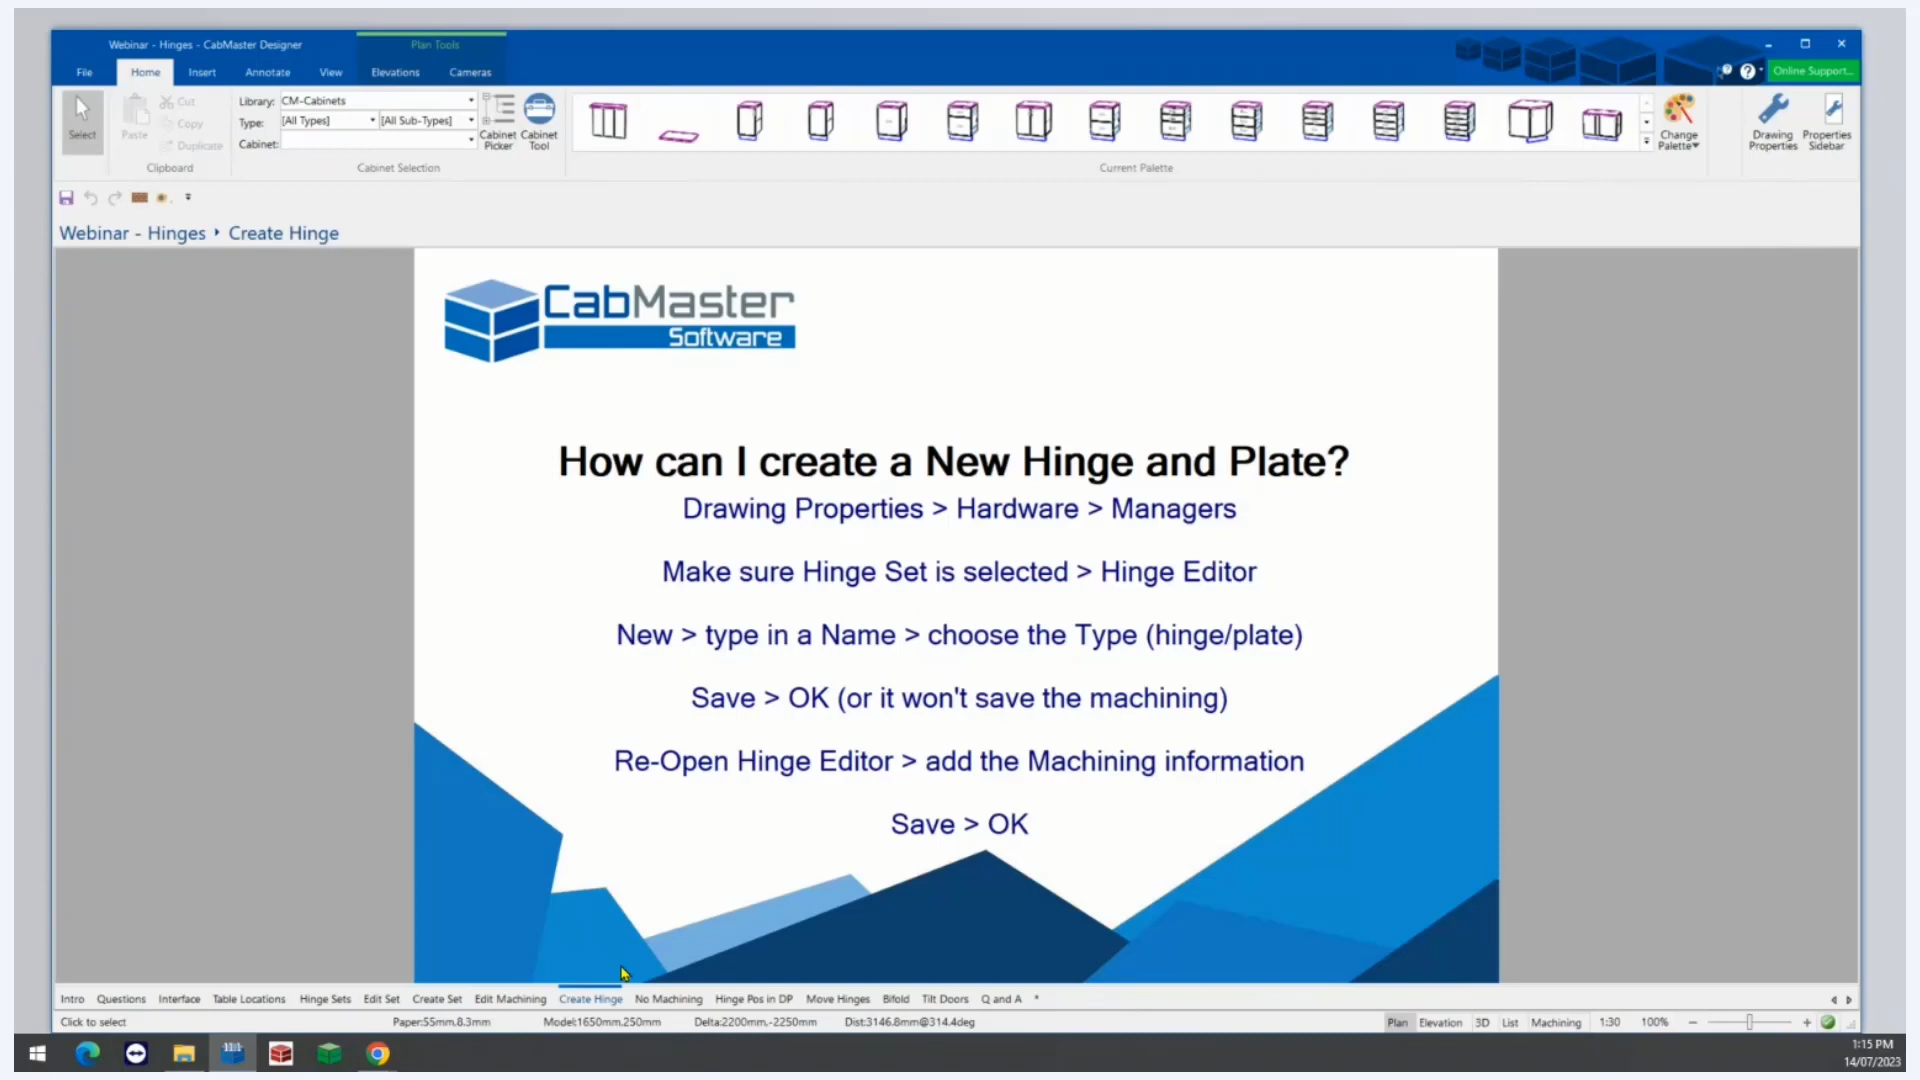 Webinar - Hinges - CabMaster Designer
Plan Tools
File Home Insert Annotate View Elevations Cameras
Online Support...
Select
Paste
Cut
Copy
Duplicate
Clipboard
Library: CM-Cabinets
Type: [All Types] [All Sub-Types]
Cabinet:
Cabinet Picker
Cabinet Tool
Cabinet Selection
Current Palette
Change Palette
Drawing Properties
Properties Sidebar
Webinar - Hinges Create Hinge
CabMaster
Software
How can I create a New Hinge and Plate?
Drawing Properties > Hardware > Managers
Make sure Hinge Set is selected > Hinge Editor
New > type in a Name > choose the Type (hinge/plate)
Save > OK (or it won't save the machining)
Re-Open Hinge Editor > add the Machining information
Save > OK
Intro Questions Interface Table Locations Hinge Sets Edit Set Create Set Edit Machining Create Hinge No Machining Hinge Pos in DP Move Hinges Bifold Tilt Doors Q and A *
Click to select Paper:55mm,8.3mm Model:1650mm,250mm Delta:2200mm,-2250mm Dist:3146.8mm@314.4deg Plan Elevation 3D List Machining 1:30 100%
1:15 PM
14/07/2023